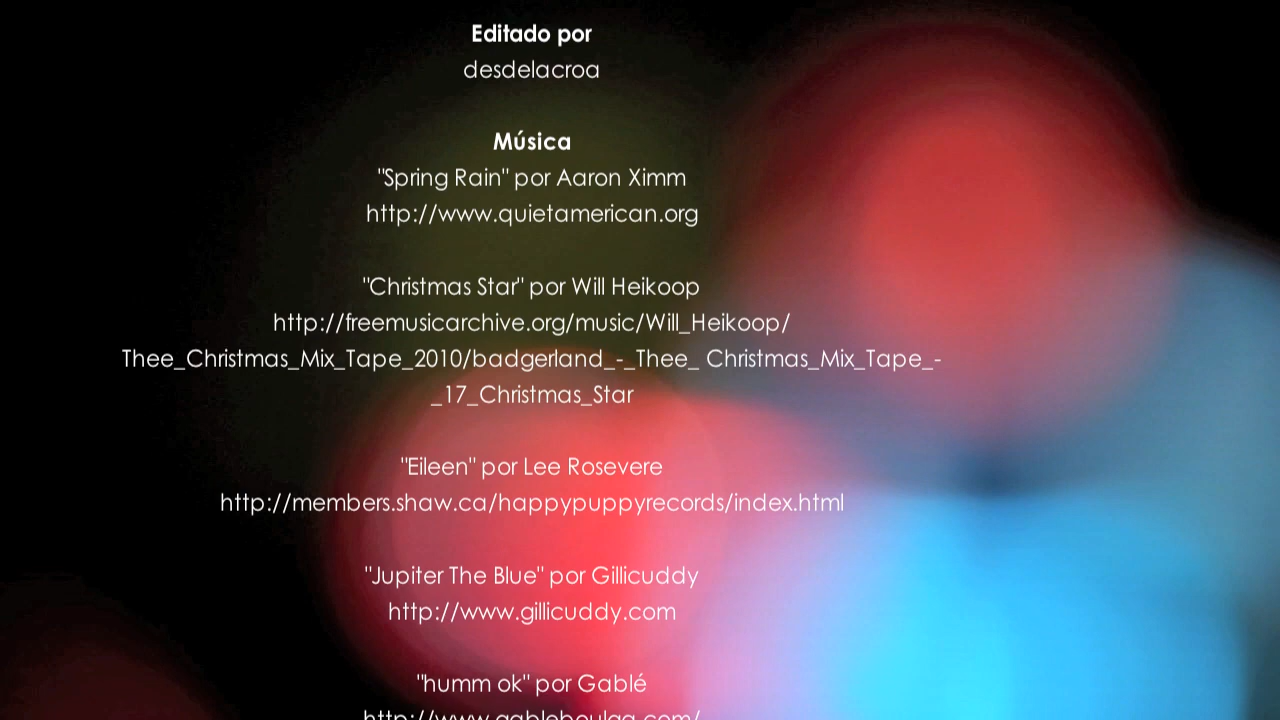 Editado por
desdelacroa
Música
"Spring Rain" por Aaron Ximm
http://www.quietamerican.org
"Christmas Star" por Will Heikoop
http://freemusicarchive.org/music/Will_Heikoop/
Thee_Christmas_Mix_Tape_2010/badgerland_-_Thee_ Christmas_Mix_Tape_-
_17_Christmas_Star
"Eileen" por Lee Rosevere
http://members.shaw.ca/happypuppyrecords/index.html
"Jupiter The Blue" por Gillicuddy
http://www.gillicuddy.com
"humm ok" por Gablé